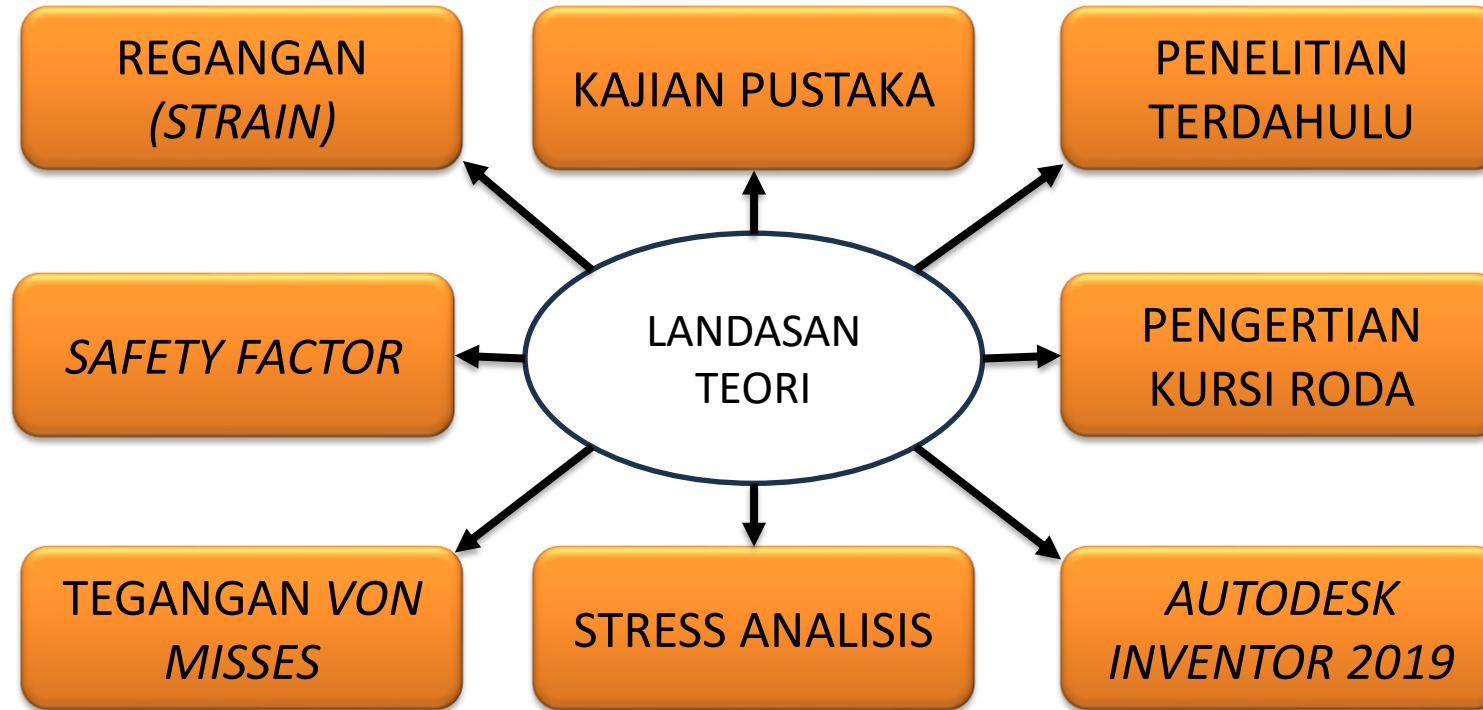 REGANGAN
(STRAIN)
KAJIAN PUSTAKA
PENELITIAN
TERDAHULU
SAFETY FACTOR
LANDASAN
TEORI
PENGERTIAN
KURSI RODA
TEGANGAN VON
MISSES
STRESS ANALISIS
AUTODESK
INVENTOR 2019